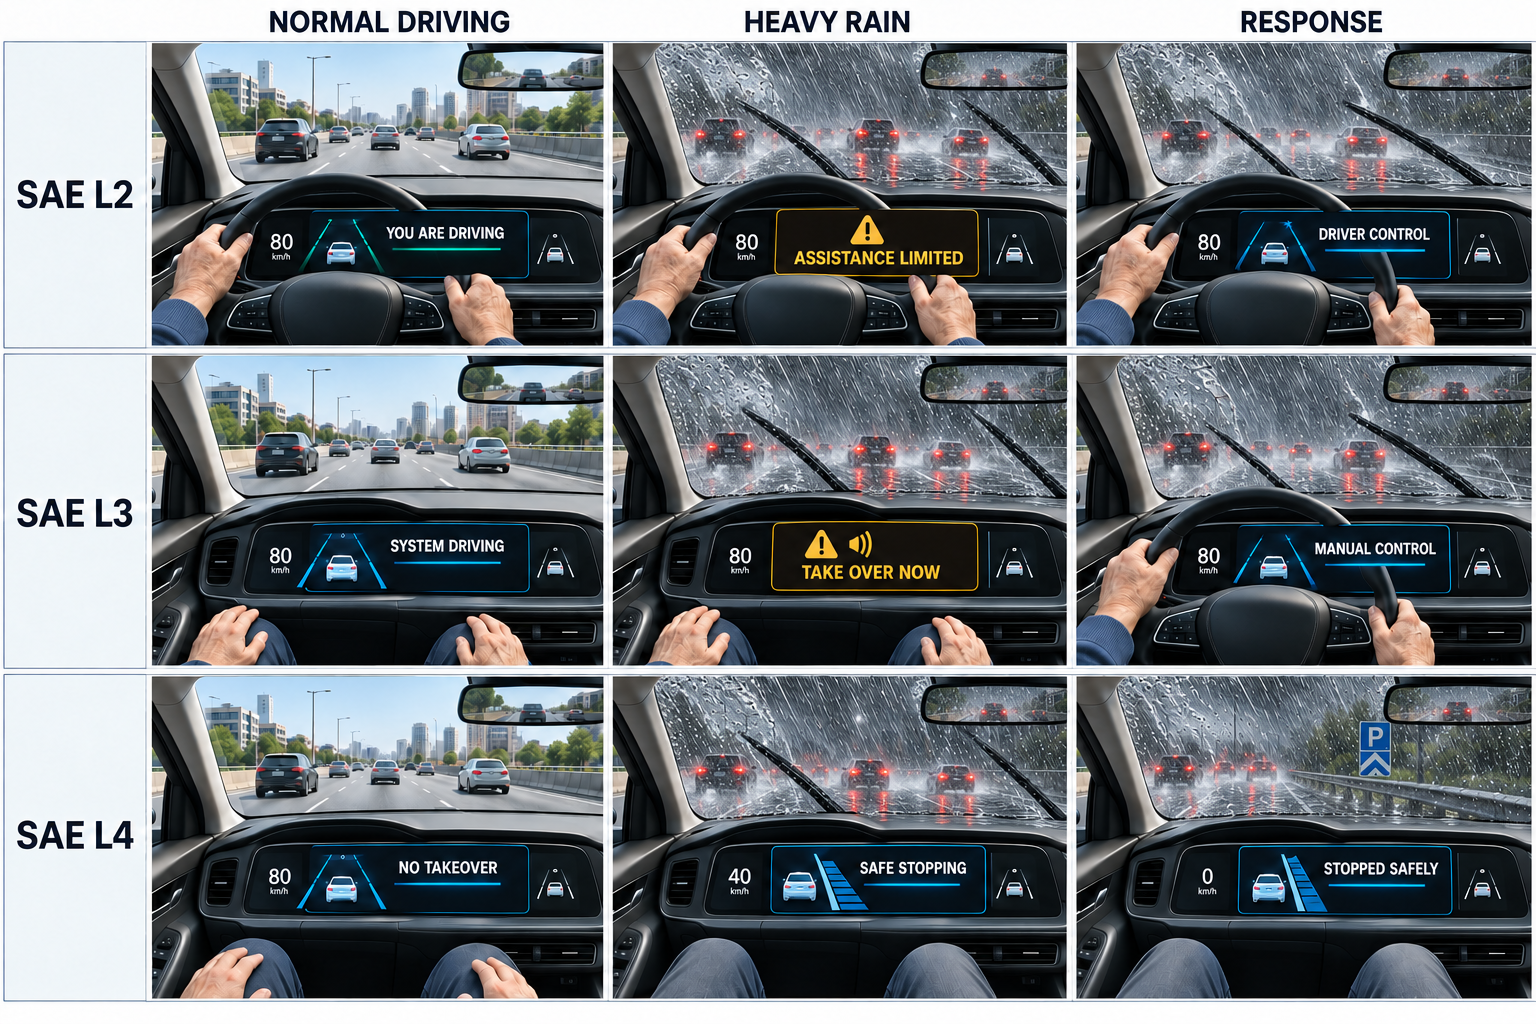 NORMAL DRIVING
HEAVY RAIN
RESPONSE
SAE L2
80
km/h
YOU ARE DRIVING
80
km/h
ASSISTANCE LIMITED
80
km/h
DRIVER CONTROL
SAE L3
80
km/h
SYSTEM DRIVING
80
km/h
TAKE OVER NOW
80
km/h
MANUAL CONTROL
SAE L4
80
km/h
NO TAKEOVER
40
km/h
SAFE STOPPING
P
0
km/h
STOPPED SAFELY